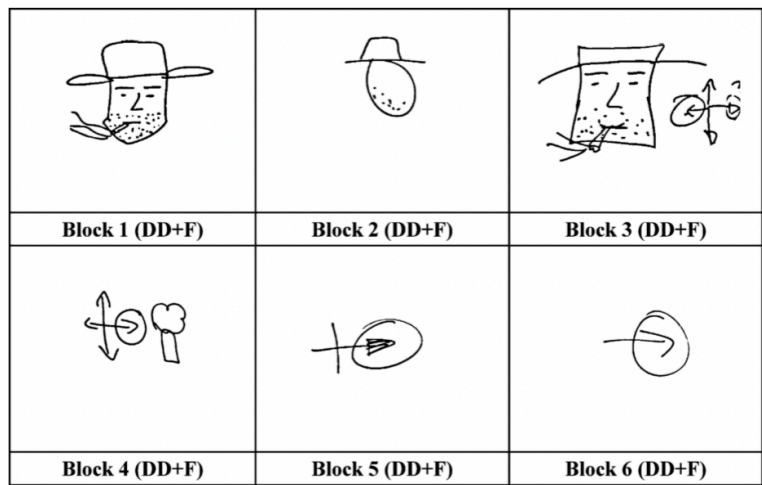 Block 1 (DD+F)
Block 2 (DD+F)
Block 3 (DD+F)
Block 4 (DD+F)
Block 5 (DD+F)
Block 6 (DD+F)